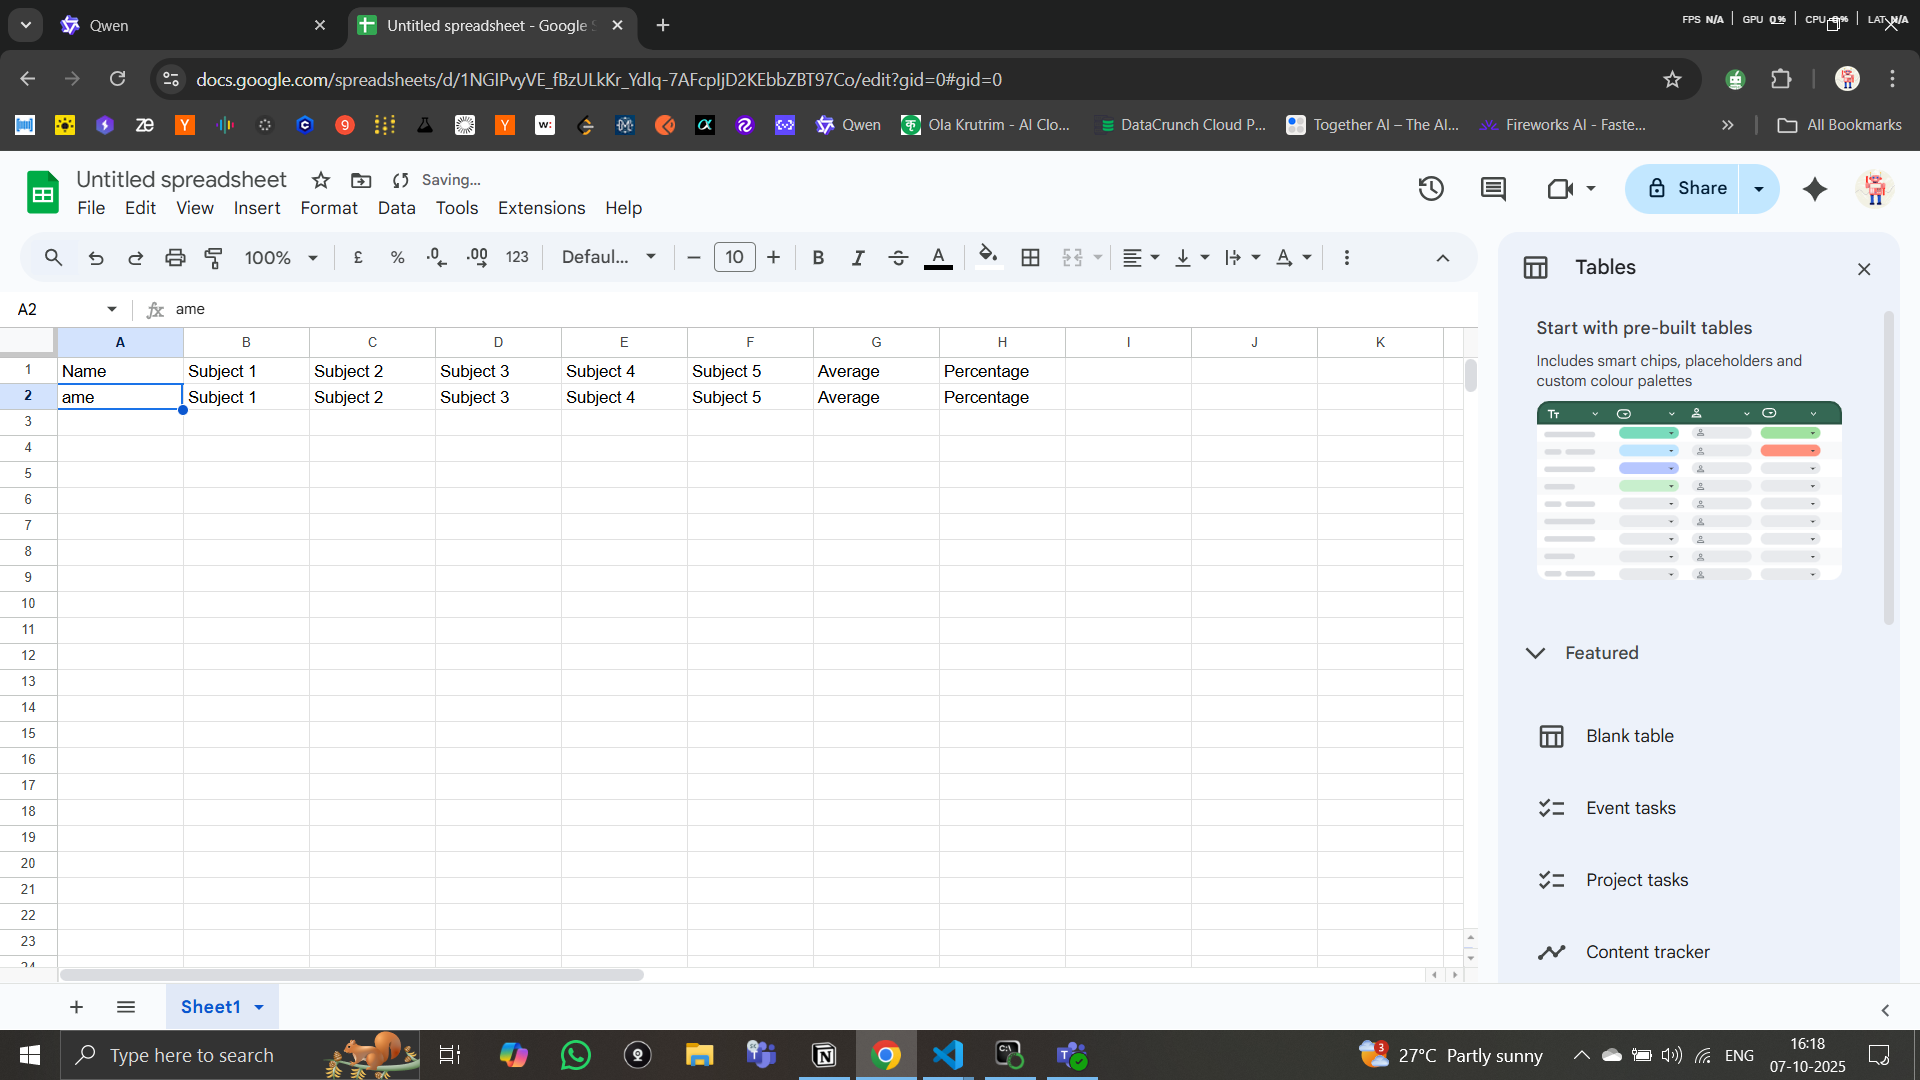 FPS N/A GPU 0% CPU 0% LAT N/A
Qwen
Untitled spreadsheet - Google S
docs.google.com/spreadsheets/d/1NGIPvyVE_fBzULkKr_Ydlq-7AFcpIjD2KEbbZBT97Co/edit?gid=0#gid=0
Qwen Ola Krutrim - AI Clo... DataCrunch Cloud P... Together AI – The AI... Fireworks AI - Faste... All Bookmarks
Untitled spreadsheet Saving...
File Edit View Insert Format Data Tools Extensions Help
Share
100% £ % .0 .00 123 Defaul... 10 B I A
A2 ame
A B C D E F G H I J K
1 Name Subject 1 Subject 2 Subject 3 Subject 4 Subject 5 Average Percentage
2 ame Subject 1 Subject 2 Subject 3 Subject 4 Subject 5 Average Percentage
3
4
5
6
7
8
9
10
11
12
13
14
15
16
17
18
19
20
21
22
23
24
Tables
Start with pre-built tables
Includes smart chips, placeholders and
custom colour palettes
Featured
Blank table
Event tasks
Project tasks
Content tracker
Sheet1
Type here to search
3 27°C Partly sunny ENG
16:18
07-10-2025